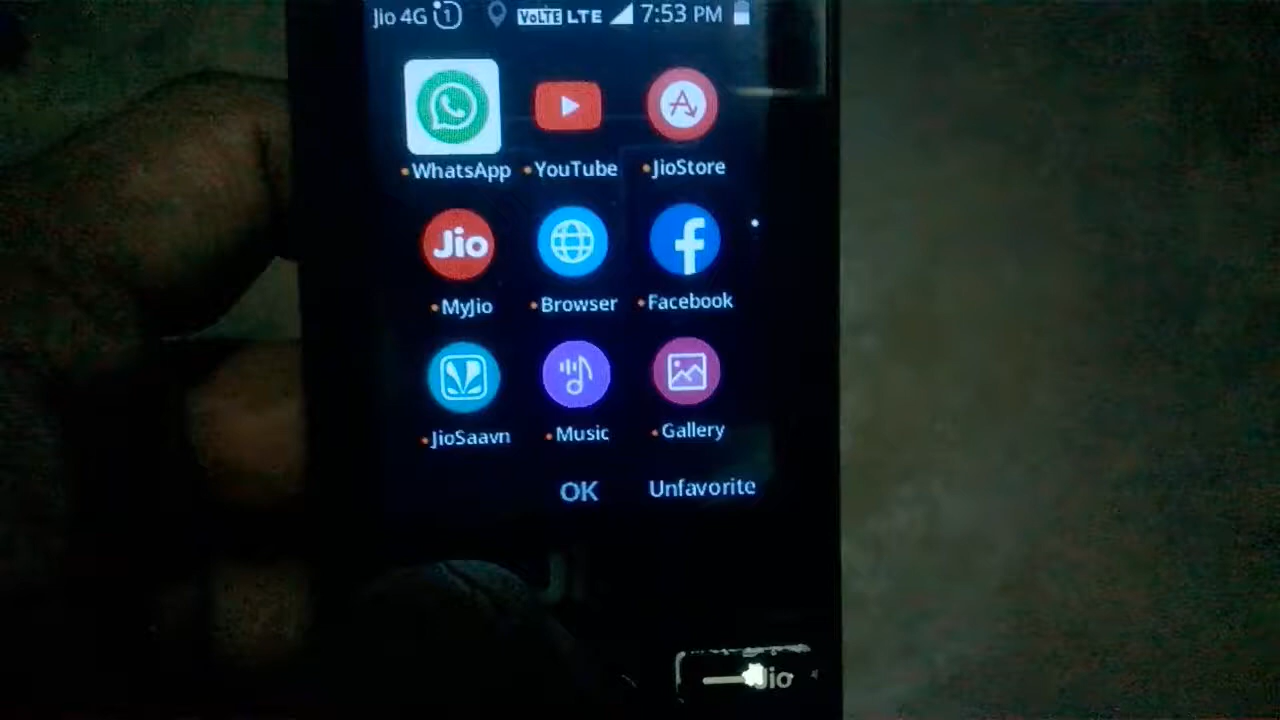 Jio 4G 1 VoLTE LTE 7:53 PM
WhatsApp YouTube JioStore
Jio
MyJio Browser Facebook
JioSaavn Music Gallery
OK Unfavorite
Jio